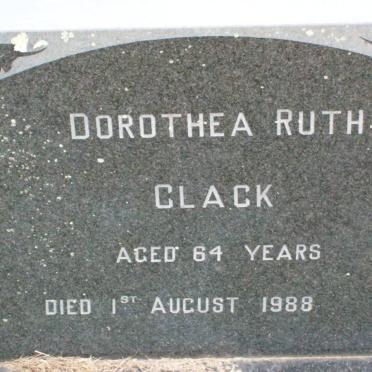 DOROTHEA RUTH
CLACK
AGED 64 YEARS
DIED 1ST AUGUST 1988